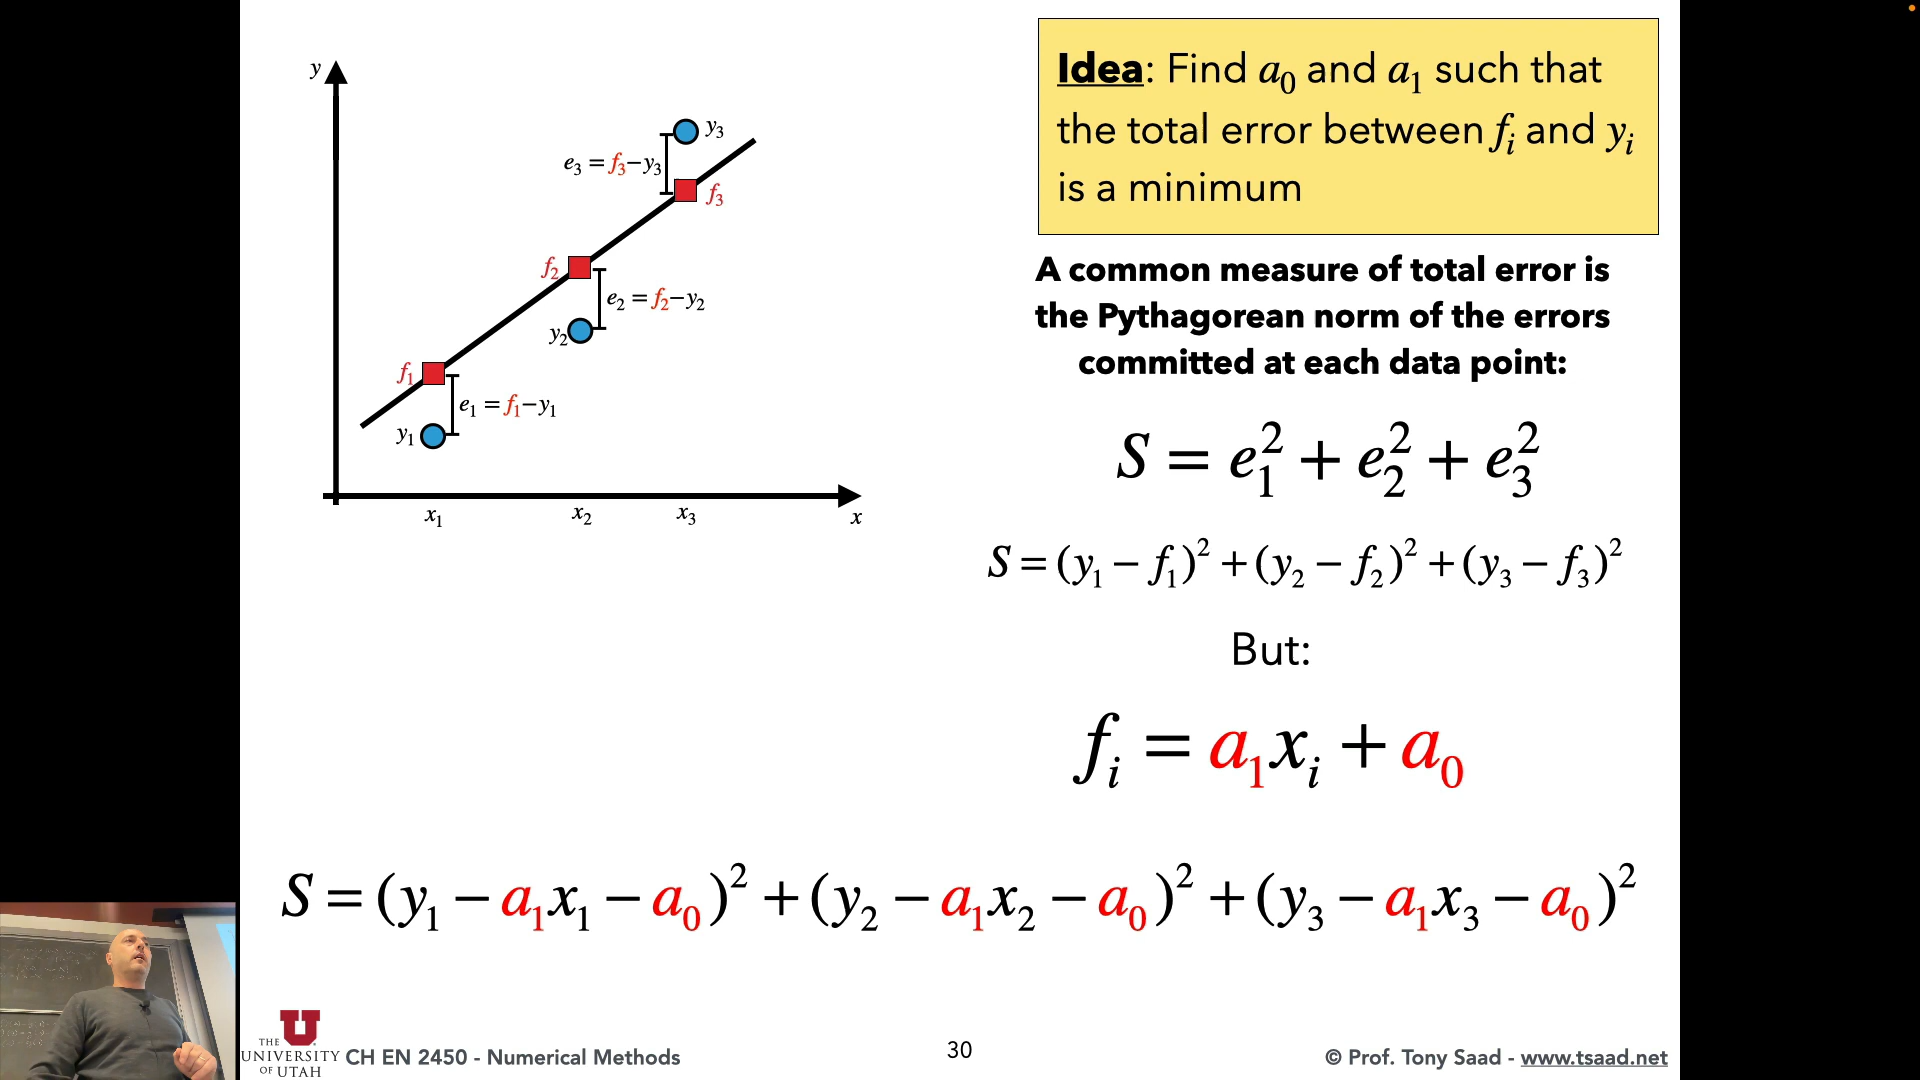 y
y₃
e₃ = f₃−y₃
f₃
f₂
e₂ = f₂−y₂
y₂
f₁
e₁ = f₁−y₁
y₁
x₁ x₂ x₃ x
Idea: Find a₀ and a₁ such that
the total error between fᵢ and yᵢ
is a minimum
A common measure of total error is
the Pythagorean norm of the errors
committed at each data point:
S = e₁² + e₂² + e₃²
S = (y₁ − f₁)² + (y₂ − f₂)² + (y₃ − f₃)²
But:
fᵢ = a₁xᵢ + a₀
S = (y₁ − a₁x₁ − a₀)² + (y₂ − a₁x₂ − a₀)² + (y₃ − a₁x₃ − a₀)²
THE
UNIVERSITY
OF UTAH
CH EN 2450 - Numerical Methods
30
© Prof. Tony Saad - www.tsaad.net